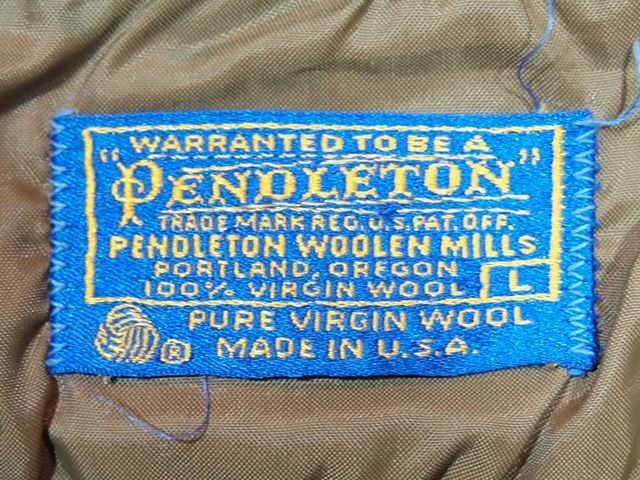 WARRANTED TO BE A
"PENDLETON"
TRADE MARK REG. U.S. PAT. OFF.
PENDLETON WOOLEN MILLS
PORTLAND, OREGON
100% VIRGIN WOOL L
PURE VIRGIN WOOL
® MADE IN U.S.A.